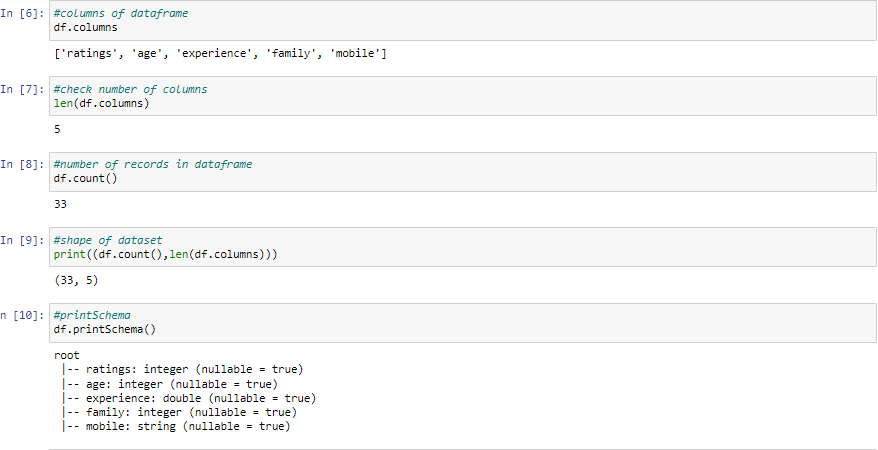 In [6]: #columns of dataframe
df.columns
['ratings', 'age', 'experience', 'family', 'mobile']
In [7]: #check number of columns
len(df.columns)
5
In [8]: #number of records in dataframe
df.count()
33
In [9]: #shape of dataset
print((df.count(),len(df.columns)))
(33, 5)
n [10]: #printSchema
df.printSchema()
root
 |-- ratings: integer (nullable = true)
 |-- age: integer (nullable = true)
 |-- experience: double (nullable = true)
 |-- family: integer (nullable = true)
 |-- mobile: string (nullable = true)